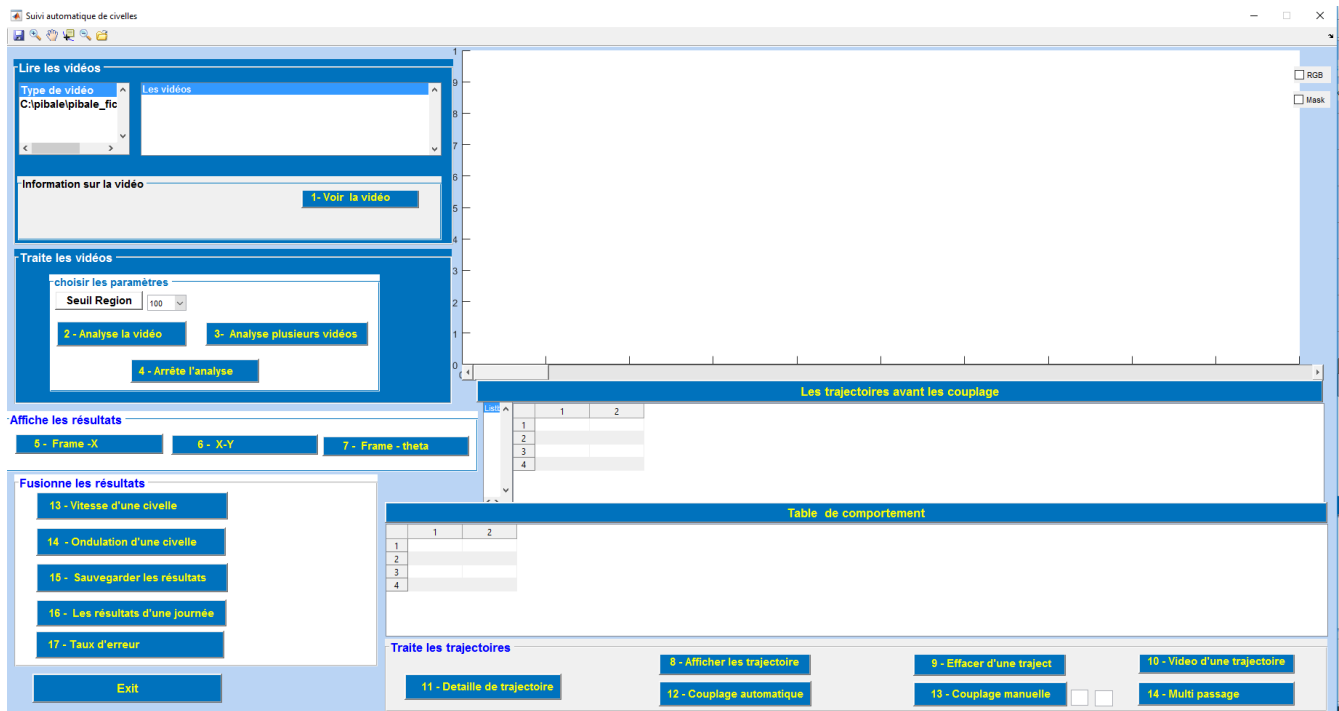 Suivi automatique de civelles
Lire les vidéos
Type de vidéo
C:\pibale\pibale_fic
Les vidéos
Information sur la vidéo
1- Voir la vidéo
Traite les vidéos
choisir les paramètres
Seuil Region
100
2 - Analyse la vidéo
3- Analyse plusieurs vidéos
4 - Arrête l'analyse
Affiche les résultats
5 - Frame -X
6 - X-Y
7 - Frame - theta
Fusionne les résultats
13 - Vitesse d'une civelle
14 - Ondulation d'une civelle
15 - Sauvegarder les résultats
16 - Les résultats d'une journée
17 - Taux d'erreur
Exit
1
9
8
7
6
5
4
3
2
1
0
RGB
Mask
Les trajectoires avant les couplage
1 2
1
2
3
4
Table de comportement
1 2
1
2
3
4
Traite les trajectoires
8 - Afficher les trajectoire
9 - Effacer d'une traject
10 - Video d'une trajectoire
11 - Detaille de trajectoire
12 - Couplage automatique
13 - Couplage manuelle
14 - Multi passage